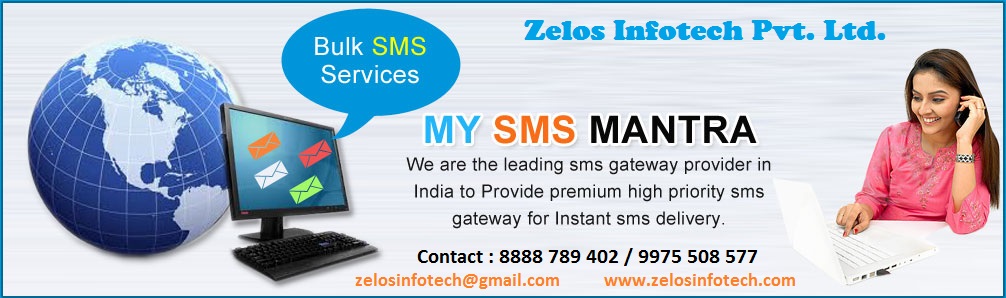 Zelos Infotech Pvt. Ltd.
Bulk SMS
Services
MY SMS MANTRA
We are the leading sms gateway provider in
India to Provide premium high priority sms
gateway for Instant sms delivery.
Contact : 8888 789 402 / 9975 508 577
zelosinfotech@gmail.com www.zelosinfotech.com